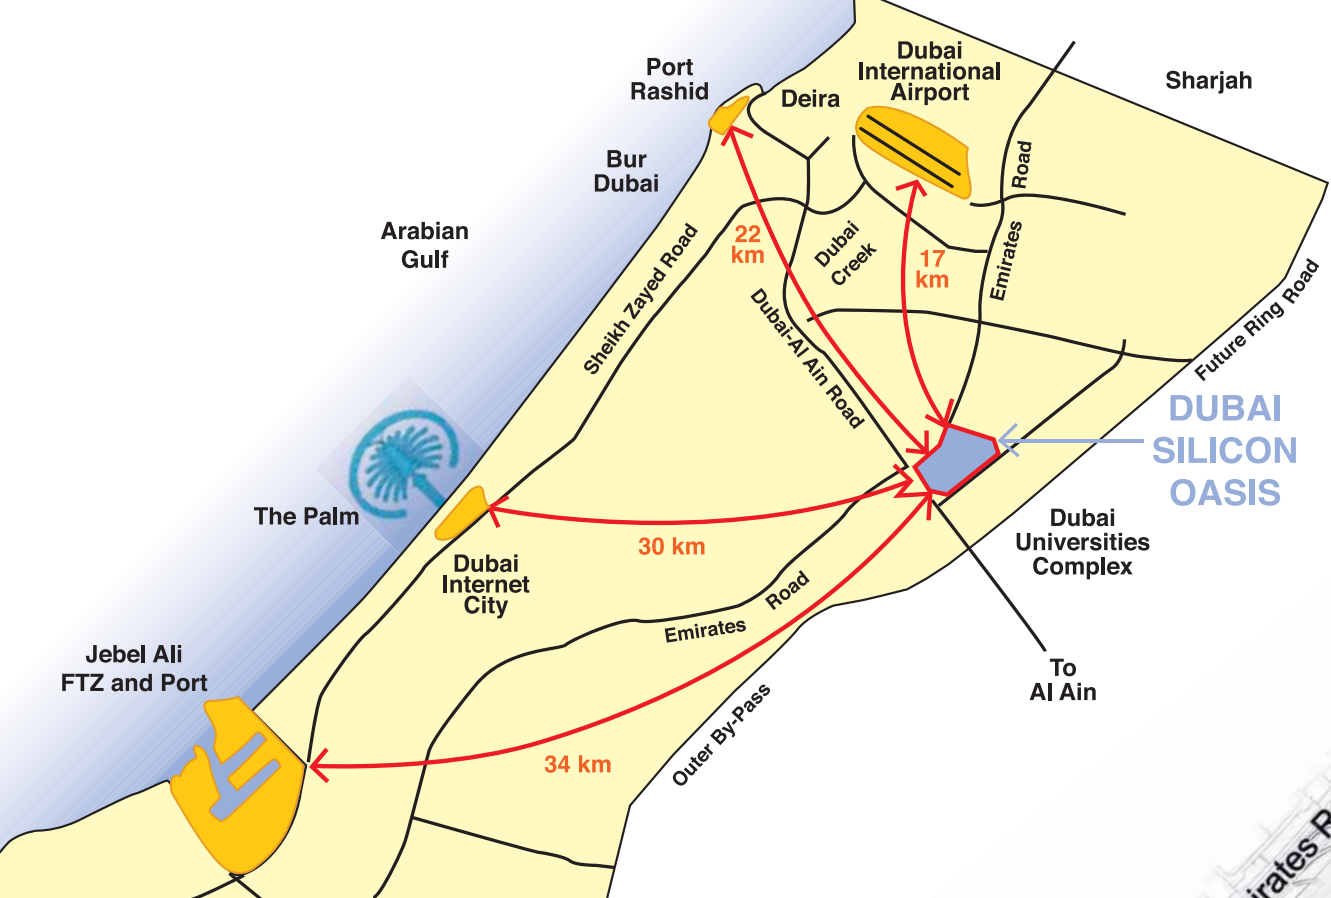 Dubai
International
Airport
Sharjah
Port
Rashid
Deira
Bur
Dubai
Road
Arabian
Gulf
Sheikh Zayed Road
22
km
Dubai
Creek
17
km
Emirates
Future Ring Road
Dubai-Al Ain Road
DUBAI
SILICON
OASIS
The Palm
30 km
Dubai
Universities
Complex
Dubai
Internet
City
Road
Emirates
Jebel Ali
FTZ and Port
To
Al Ain
Outer By-Pass
34 km